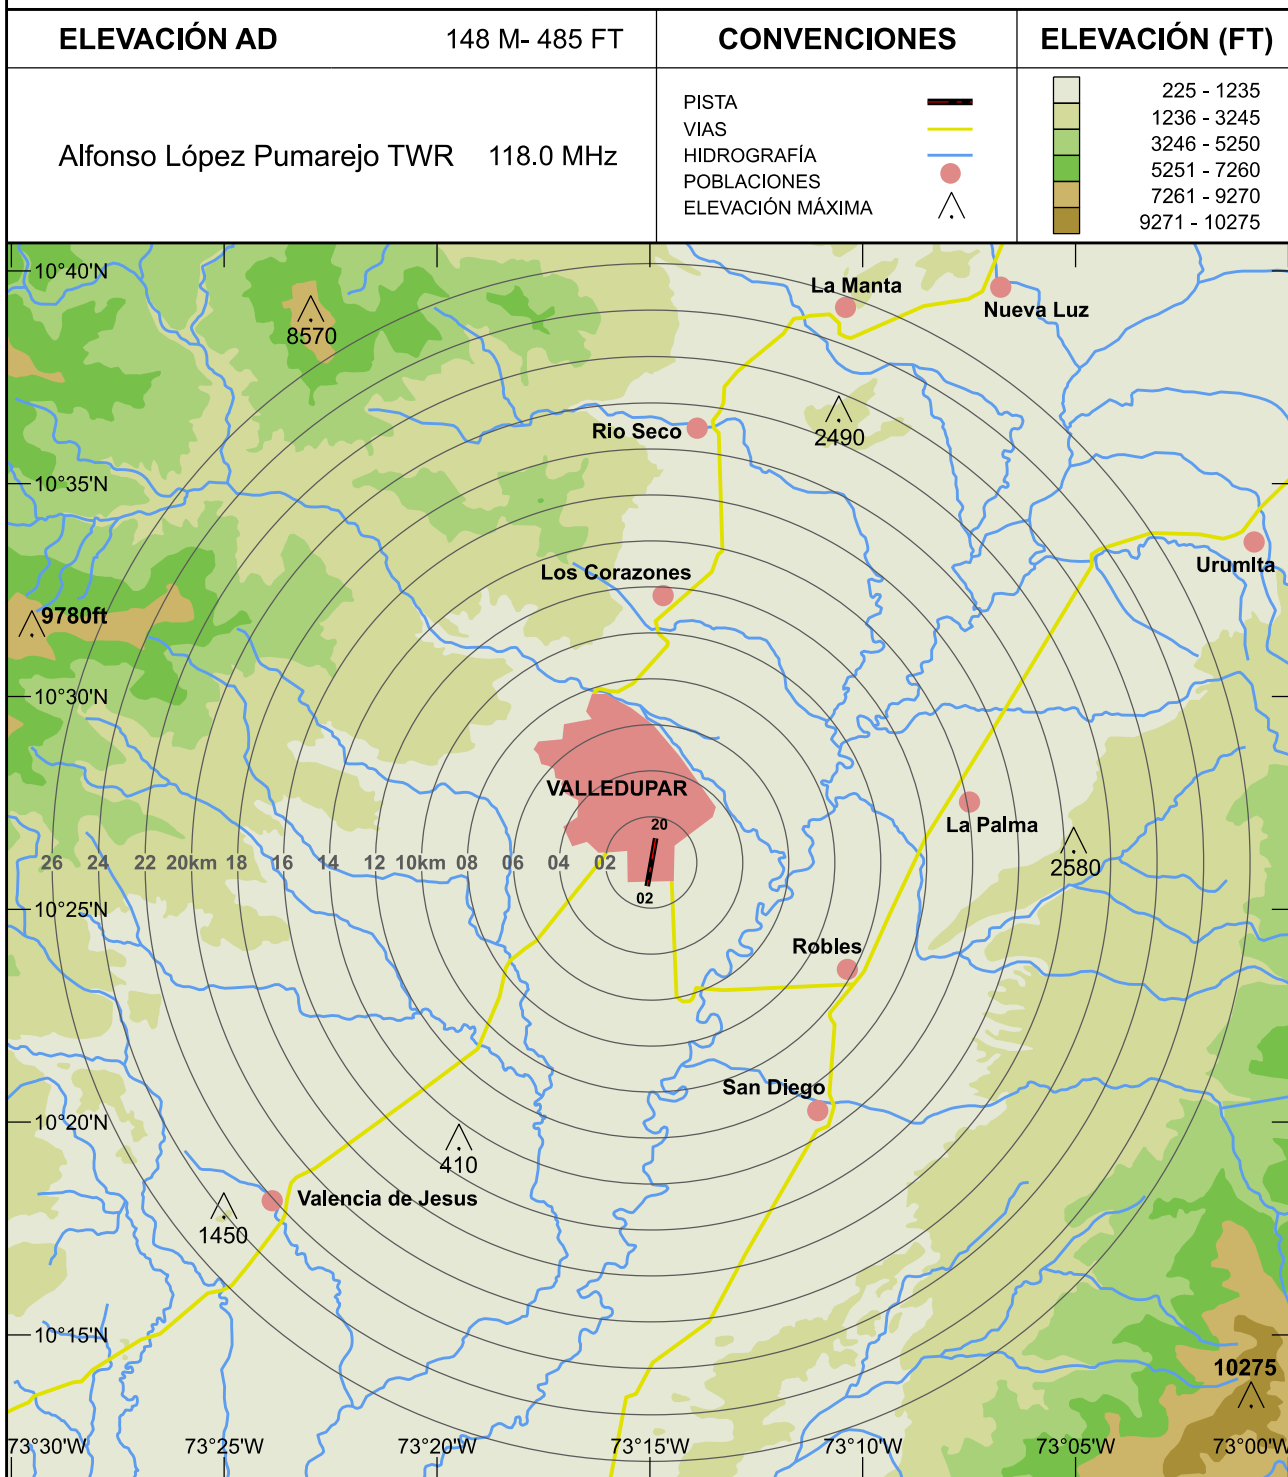 ELEVACIÓN AD 148 M- 485 FT
CONVENCIONES
ELEVACIÓN (FT)
Alfonso López Pumarejo TWR 118.0 MHz
PISTA
VIAS
HIDROGRAFÍA
POBLACIONES
ELEVACIÓN MÁXIMA
225 - 1235
1236 - 3245
3246 - 5250
5251 - 7260
7261 - 9270
9271 - 10275
10°40'N
La Manta
Nueva Luz
8570
Rio Seco
2490
10°35'N
Urumita
Los Corazones
9780ft
10°30'N
VALLEDUPAR
20
La Palma
26 24 22 20km 18 16 14 12 10km 08 06 04 02
2580
02
10°25'N
Robles
San Diego
10°20'N
410
Valencia de Jesus
1450
10°15'N
10275
73°30'W 73°25'W 73°20'W 73°15'W 73°10'W 73°05'W 73°00'W